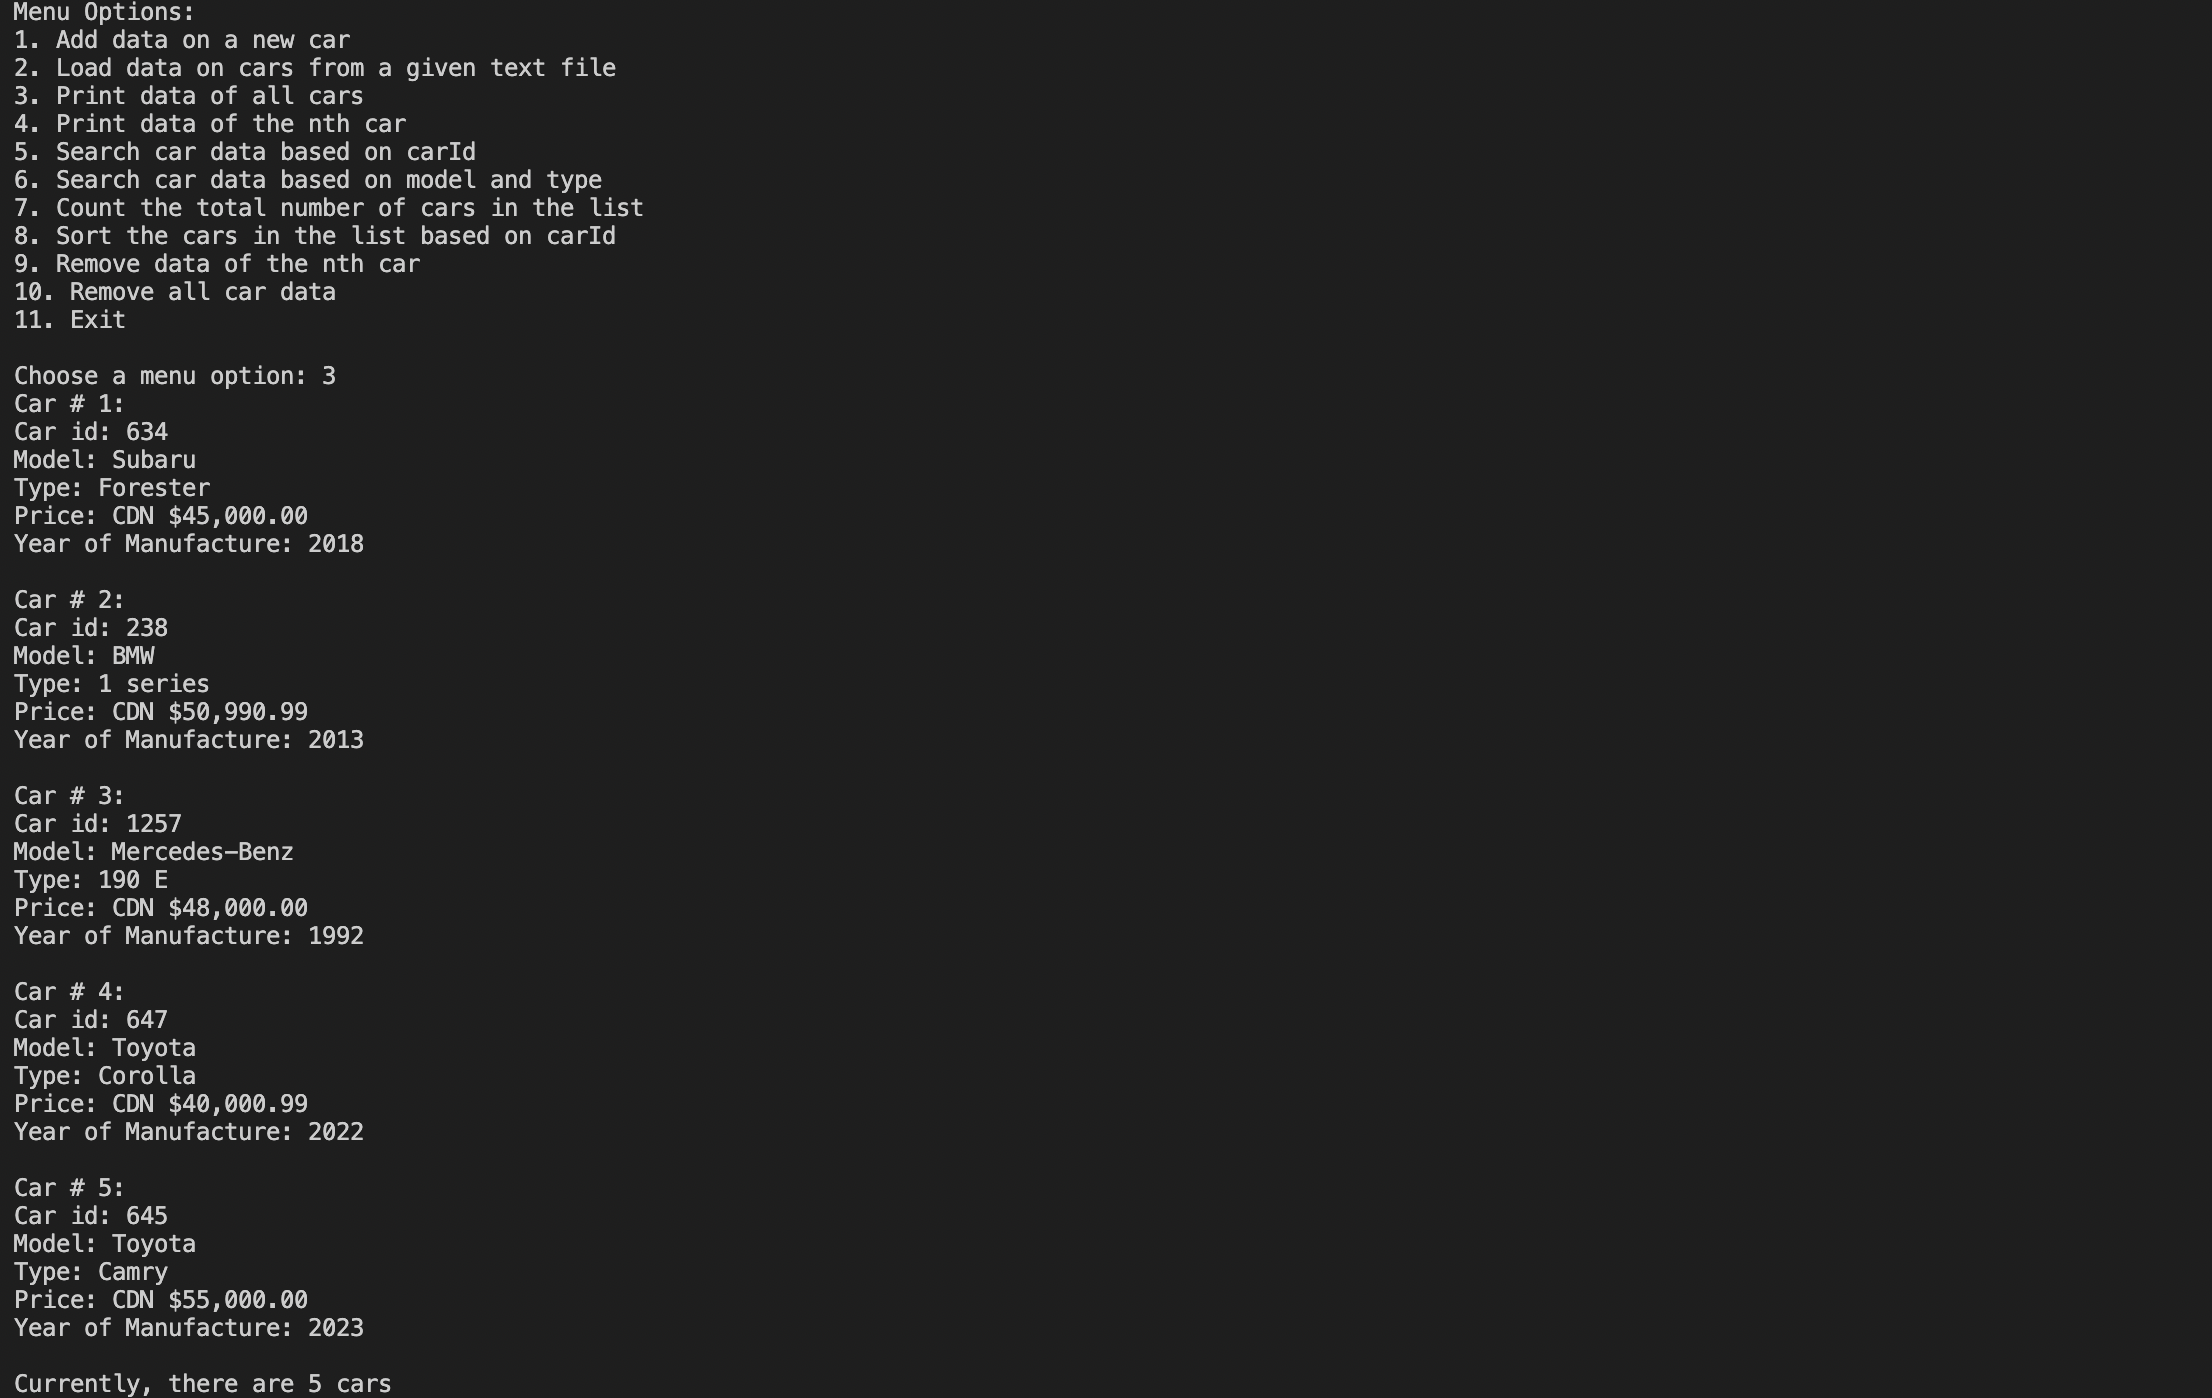 Menu Options:
1. Add data on a new car
2. Load data on cars from a given text file
3. Print data of all cars
4. Print data of the nth car
5. Search car data based on carId
6. Search car data based on model and type
7. Count the total number of cars in the list
8. Sort the cars in the list based on carId
9. Remove data of the nth car
10. Remove all car data
11. Exit
Choose a menu option: 3
Car # 1:
Car id: 634
Model: Subaru
Type: Forester
Price: CDN $45,000.00
Year of Manufacture: 2018
Car # 2:
Car id: 238
Model: BMW
Type: 1 series
Price: CDN $50,990.99
Year of Manufacture: 2013
Car # 3:
Car id: 1257
Model: Mercedes-Benz
Type: 190 E
Price: CDN $48,000.00
Year of Manufacture: 1992
Car # 4:
Car id: 647
Model: Toyota
Type: Corolla
Price: CDN $40,000.99
Year of Manufacture: 2022
Car # 5:
Car id: 645
Model: Toyota
Type: Camry
Price: CDN $55,000.00
Year of Manufacture: 2023
Currently, there are 5 cars